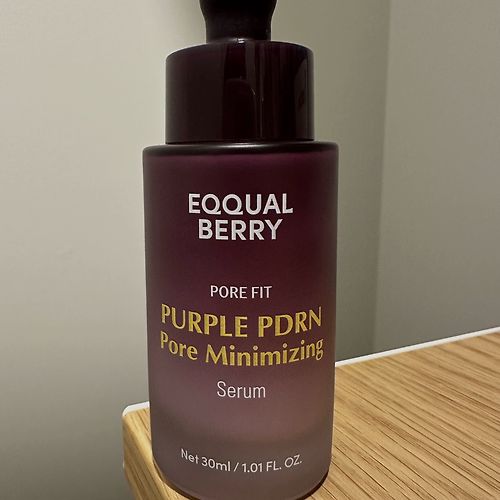 EQQUAL
BERRY
PORE FIT
PURPLE PDRN
Pore Minimizing
Serum
Net 30ml / 1.01 FL. OZ.